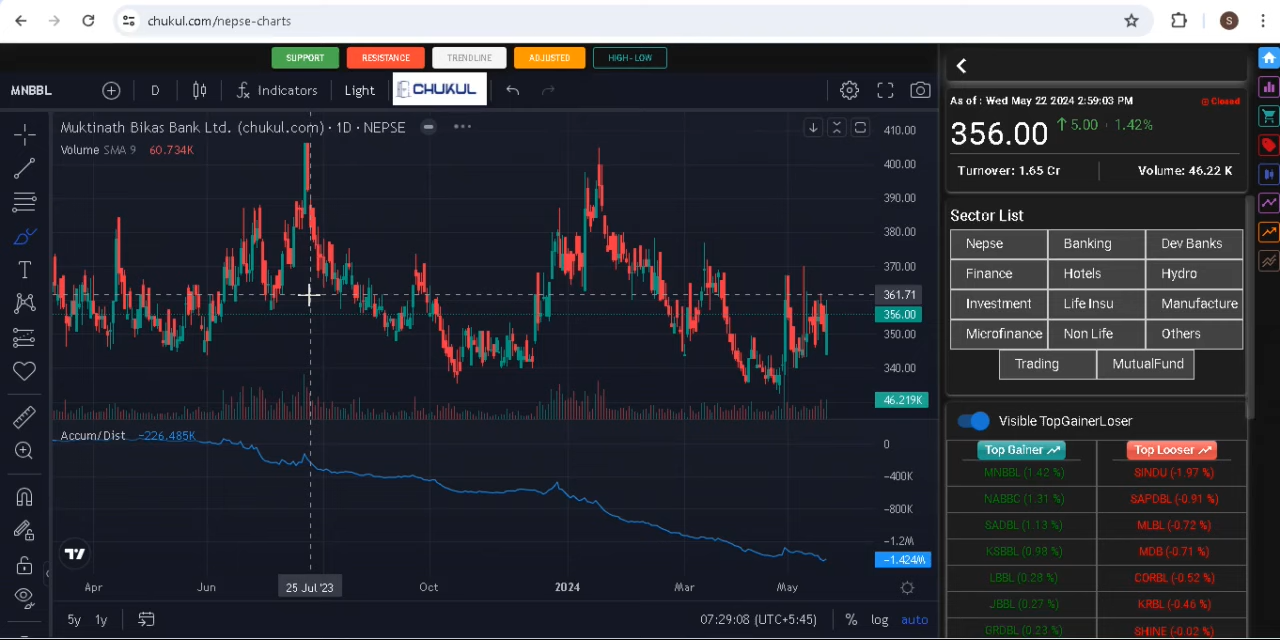 chukul.com/nepse-charts
S
SUPPORT RESISTANCE TRENDLINE ADJUSTED HIGH - LOW
MNBBL D Indicators Light CHUKUL
Muktinath Bikas Bank Ltd. (chukul.com) · 1D · NEPSE
Volume SMA 9 60.734K
410.00
400.00
390.00
380.00
370.00
361.71
356.00
350.00
340.00
46.219K
Accum/Dist −226.485K
0
−400K
−800K
−1.2M
−1.424M
Apr Jun 25 Jul '23 Oct 2024 Mar May
5y 1y 07:29:08 (UTC+5:45) % log auto
As of : Wed May 22 2024 2:59:03 PM Closed
356.00 5.00 · 1.42%
Turnover: 1.65 Cr Volume: 46.22 K
Sector List
Nepse Banking Dev Banks
Finance Hotels Hydro
Investment Life Insu Manufacture
Microfinance Non Life Others
Trading MutualFund
Visible TopGainerLoser
Top Gainer Top Looser
MNBBL (1.42 %) SINDU (-1.97 %)
NABBC (1.31 %) SAPDBL (-0.91 %)
SADBL (1.13 %) MLBL (-0.72 %)
KSBBL (0.98 %) MDB (-0.71 %)
LBBL (0.28 %) CORBL (-0.52 %)
JBBL (0.27 %) KRBL (-0.46 %)
GRDBL (0.23 %) SHINE (-0.02 %)